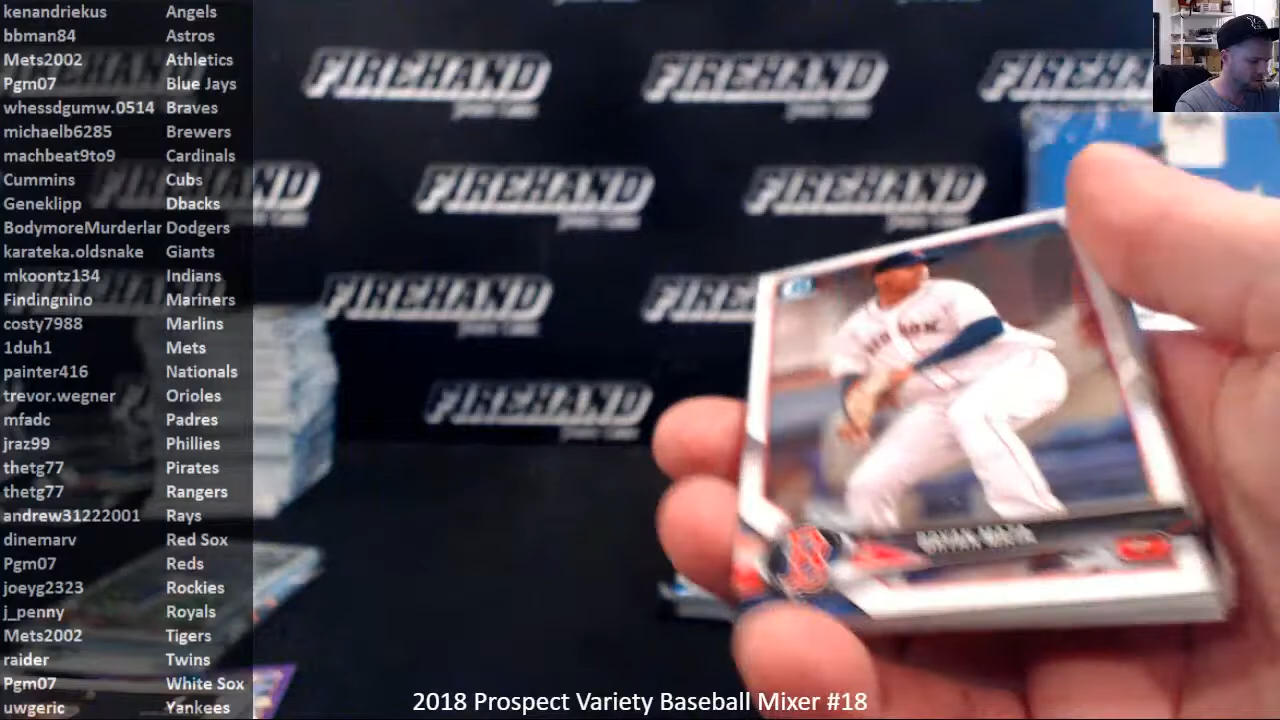 kenandriekus Angels
bbman84 Astros
Mets2002 Athletics
Pgm07 Blue Jays
whessdgumw.0514 Braves
michaelb6285 Brewers
machbeat9to9 Cardinals
Cummins Cubs
Geneklipp Dbacks
BodymoreMurderlar Dodgers
karateka.oldsnake Giants
mkoontz134 Indians
Findingnino Mariners
costy7988 Marlins
1duh1 Mets
painter416 Nationals
trevor.wegner Orioles
mfadc Padres
jraz99 Phillies
thetg77 Pirates
thetg77 Rangers
andrew31222001 Rays
dinemarv Red Sox
Pgm07 Reds
joeyg2323 Rockies
j_penny Royals
Mets2002 Tigers
raider Twins
Pgm07 White Sox
uwgeric Yankees
FIREHAND FIREHAND FIREHAND
FIREHAND FIREHAND
FIREHAND FIREHAND
FIREHAND
BRYAN MATA
2018 Prospect Variety Baseball Mixer #18